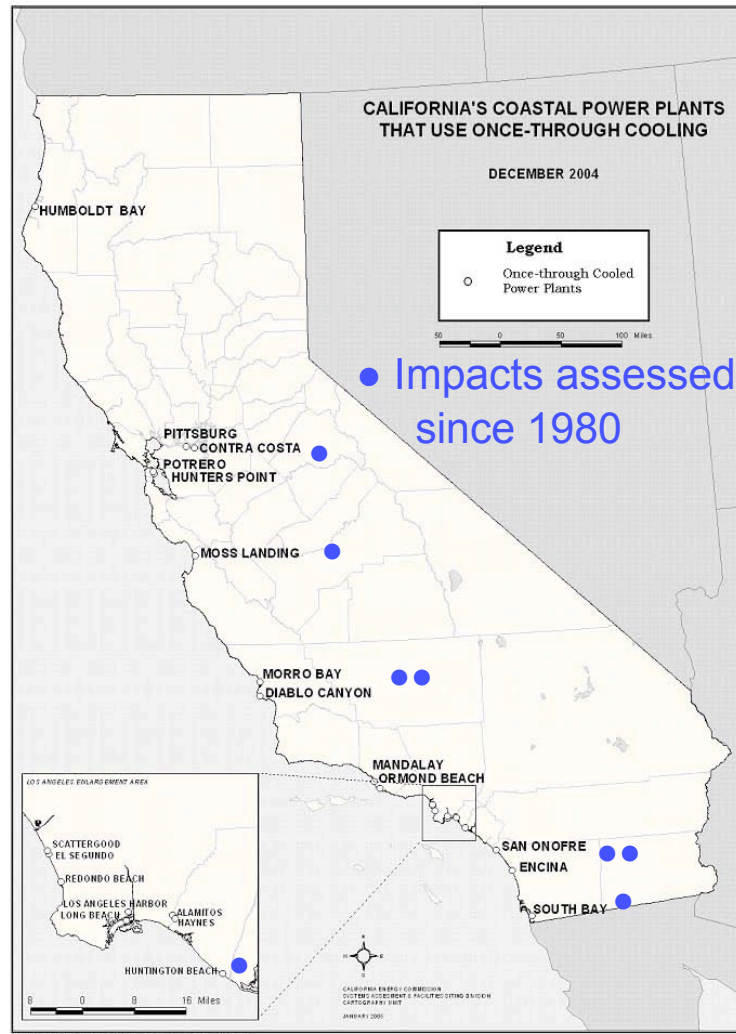 CALIFORNIA'S COASTAL POWER PLANTS
THAT USE ONCE-THROUGH COOLING
DECEMBER 2004
HUMBOLDT BAY
Legend
Once-through Cooled
Power Plants
50 0 50 100 Miles
Impacts assessed
since 1980
PITTSBURG
CONTRA COSTA
POTRERO
HUNTERS POINT
MOSS LANDING
MORRO BAY
DIABLO CANYON
MANDALAY
ORMOND BEACH
LOS ANGELES ENLARGEMENT AREA
SCATTERGOOD
EL SEGUNDO
REDONDO BEACH
LOS ANGELES HARBOR
LONG BEACH
ALAMITOS
HAYNES
HUNTINGTON BEACH
8 0 8 16 Miles
SAN ONOFRE
ENCINA
SOUTH BAY
CALIFORNIA ENERGY COMMISSION
SYSTEMS ASSESSMENT & FACILITIES SITING DIVISION
CARTOGRAPHY UNIT